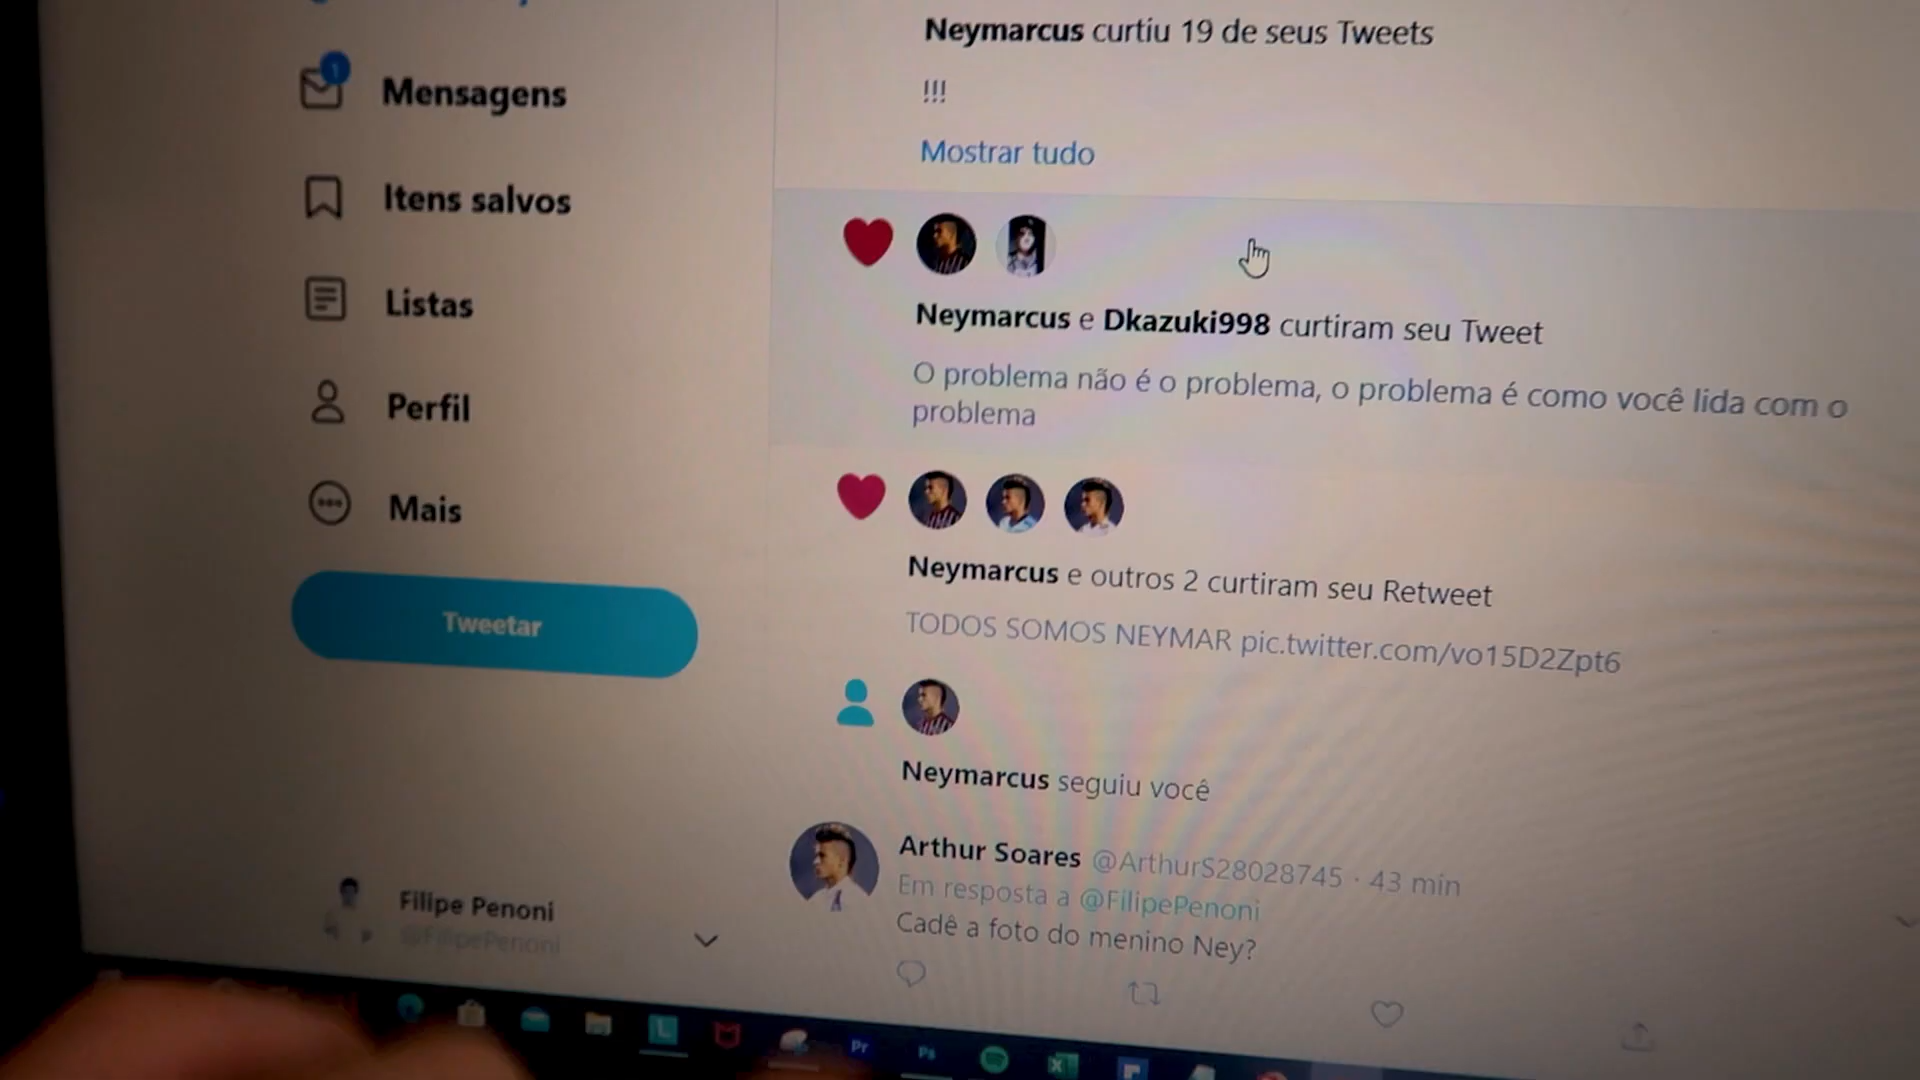 Neymarcus curtiu 19 de seus Tweets
!!!
Mostrar tudo
1
Mensagens
Itens salvos
Listas
Perfil
Mais
Tweetar
Neymarcus e Dkazuki998 curtiram seu Tweet
O problema não é o problema, o problema é como você lida com o
problema
Neymarcus e outros 2 curtiram seu Retweet
TODOS SOMOS NEYMAR pic.twitter.com/vo15D2Zpt6
Neymarcus seguiu você
Arthur Soares @ArthurS28028745 · 43 min
Em resposta a @FilipePenoni
Cadê a foto do menino Ney?
Filipe Penoni
@FilipePenoni
L
Pr
Ps
X